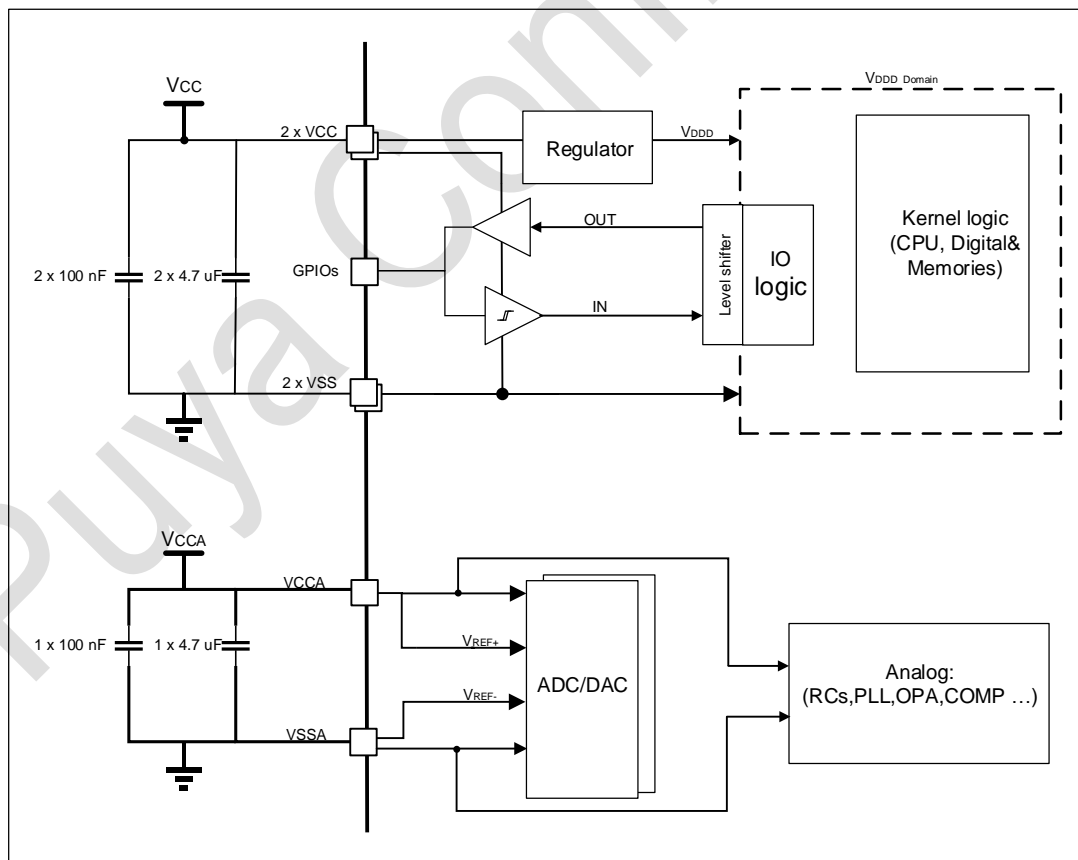 VDDD Domain
VCC
2 x VCC
Regulator
VDDD
OUT
Kernel logic
(CPU, Digital&
Memories)
GPIOs
2 x 100 nF
2 x 4.7 uF
Level shifter
IO
logic
IN
2 x VSS
VCCA
VCCA
1 x 100 nF
1 x 4.7 uF
VREF+
ADC/DAC
VREF-
VSSA
Analog:
(RCs,PLL,OPA,COMP …)
Puya Con